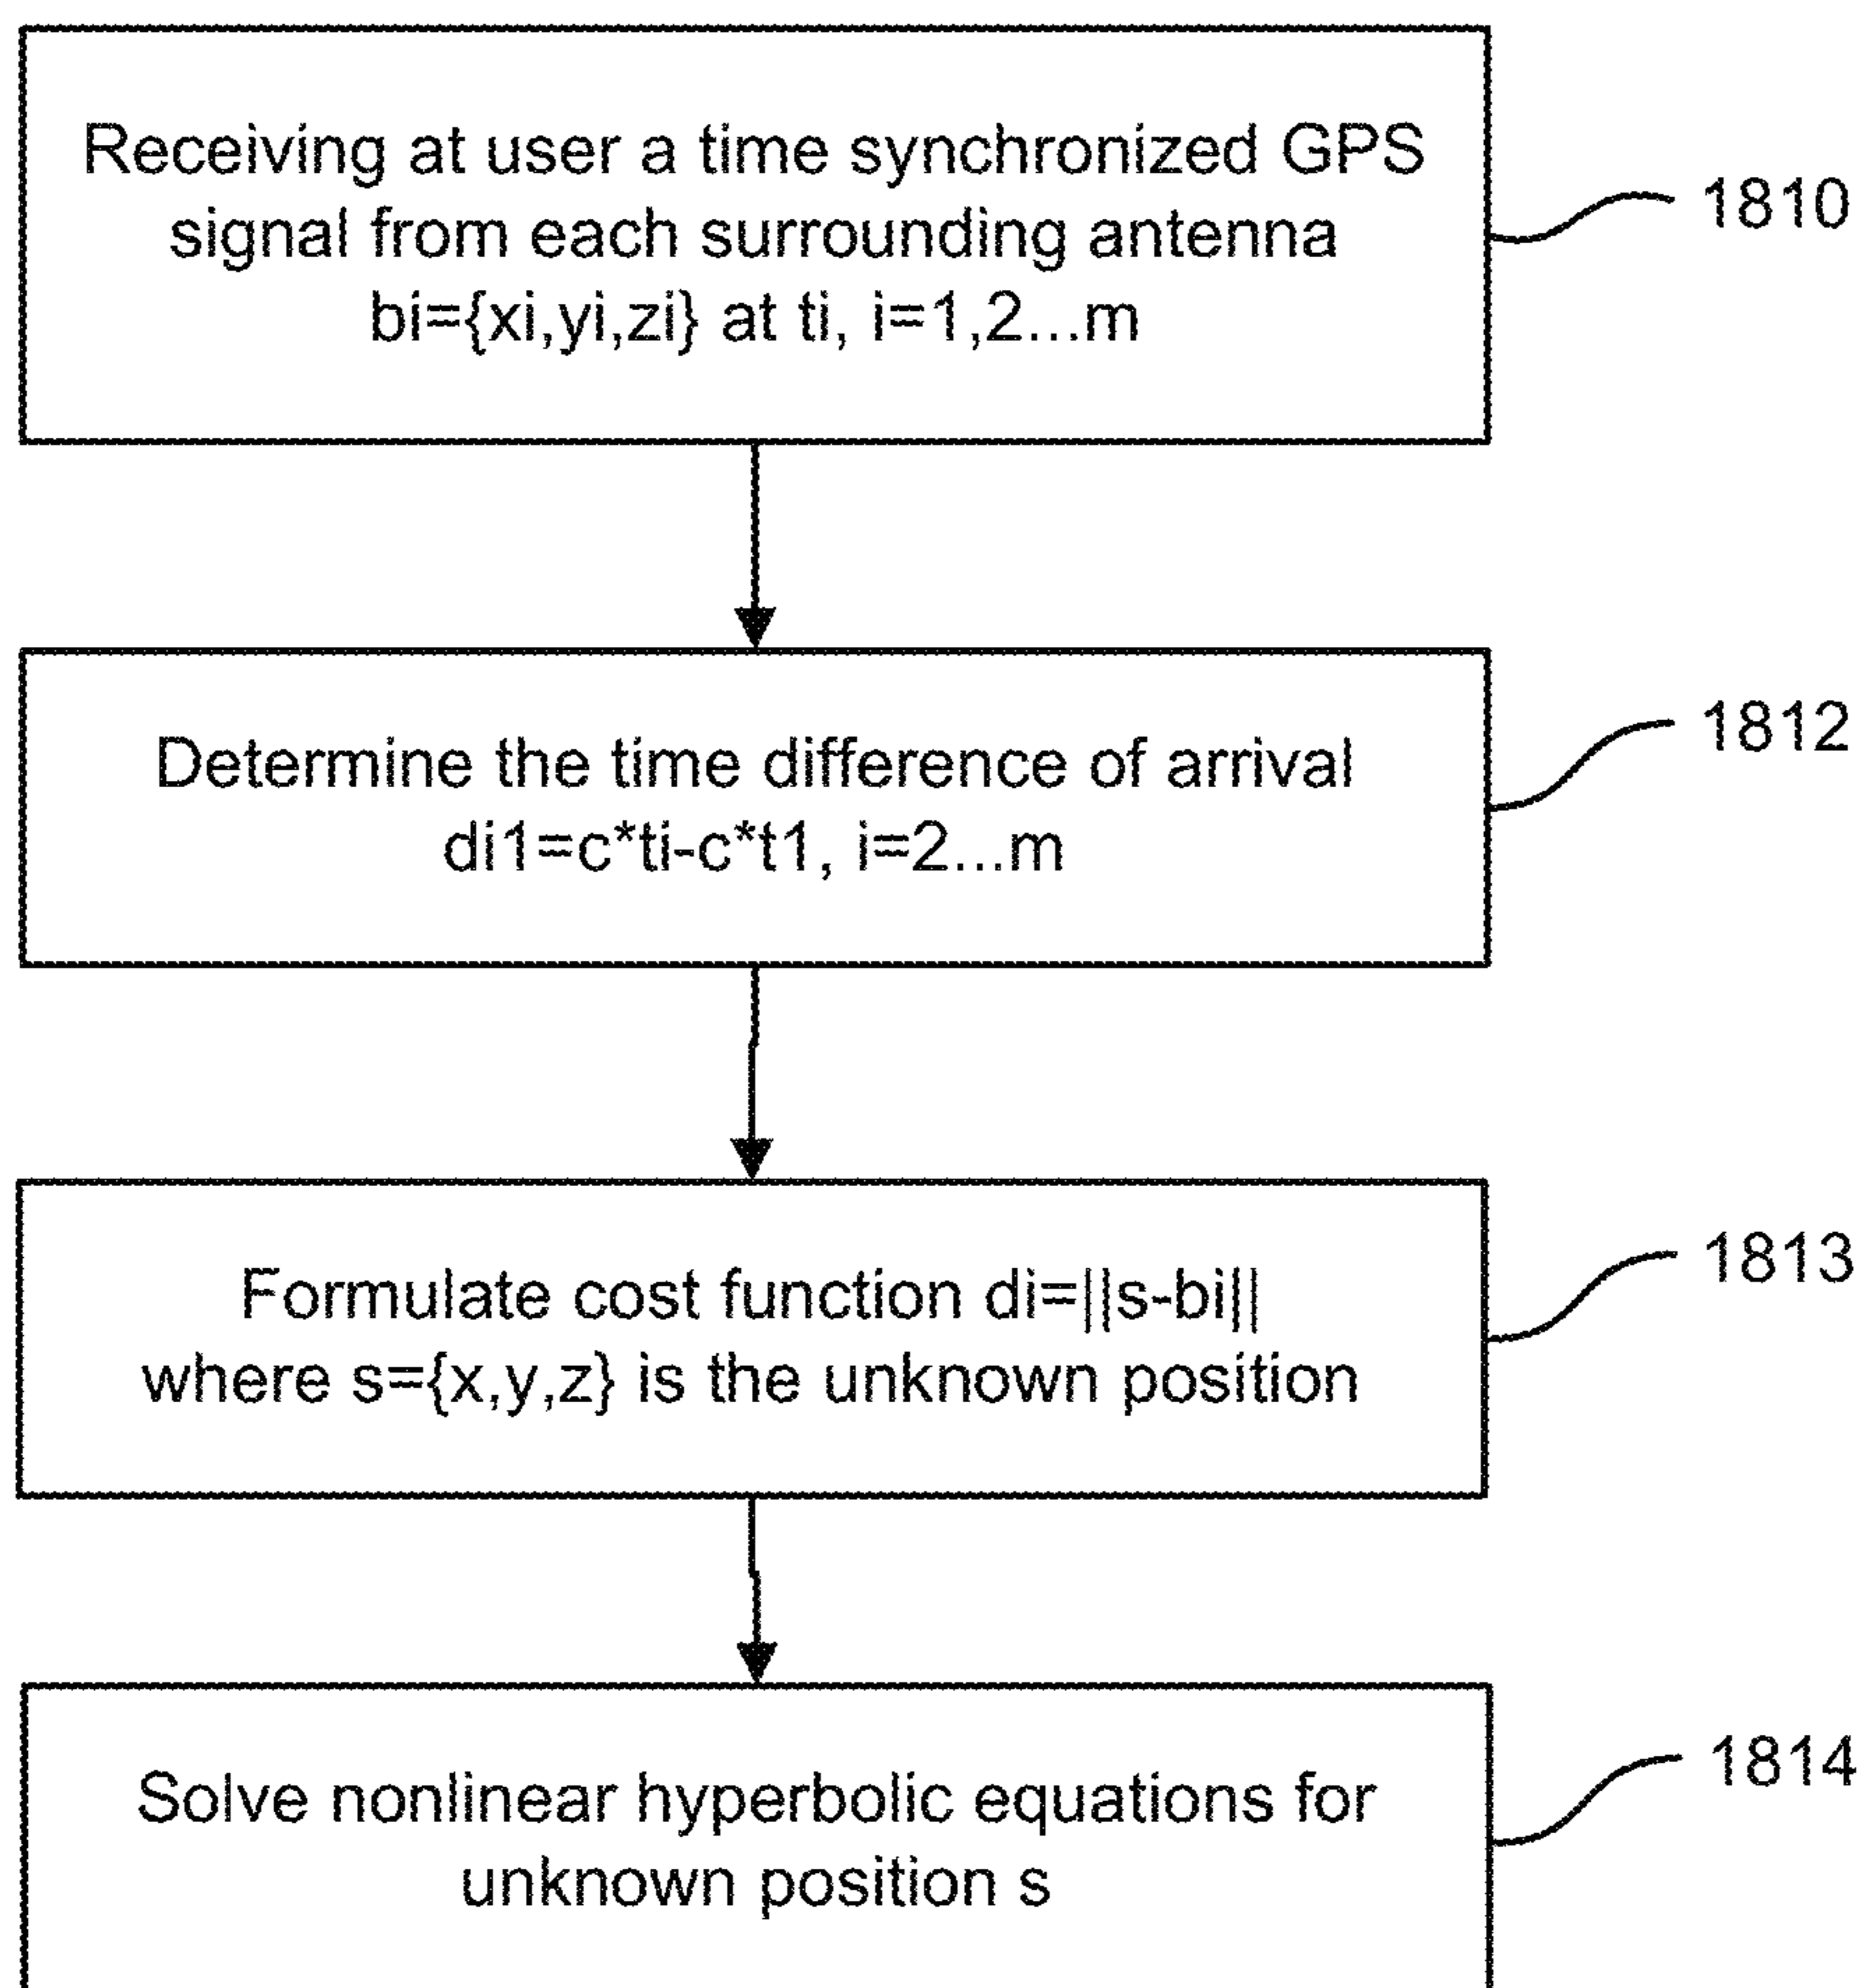 Receiving at user a time synchronized GPS
signal from each surrounding antenna
bi={xi,yi,zi} at ti, i=1,2...m
1810
Determine the time difference of arrival
di1=c*ti-c*t1, i=2...m
1812
Formulate cost function di=||s-bi||
where s={x,y,z} is the unknown position
1813
Solve nonlinear hyperbolic equations for
unknown position s
1814